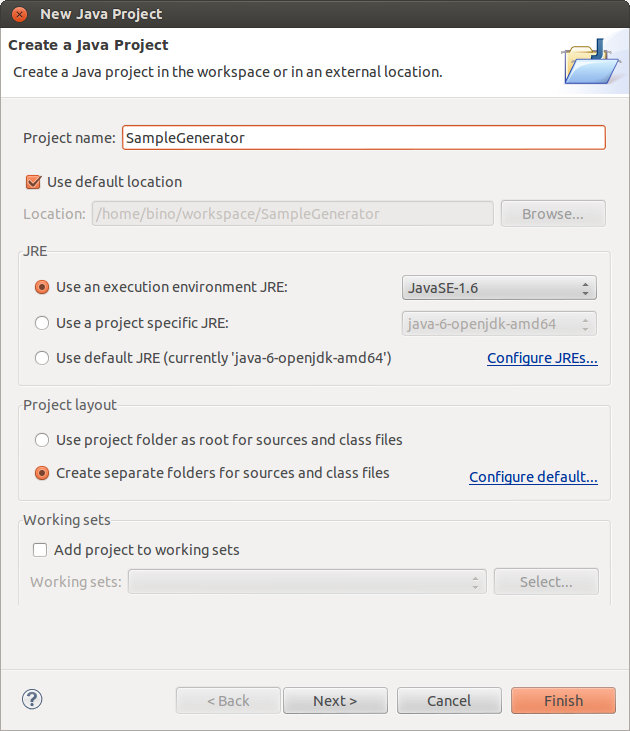 New Java Project
Create a Java Project
Create a Java project in the workspace or in an external location.
Project name: SampleGenerator
Use default location
Location: /home/bino/workspace/SampleGenerator Browse...
JRE
Use an execution environment JRE: JavaSE-1.6
Use a project specific JRE: java-6-openjdk-amd64
Use default JRE (currently 'java-6-openjdk-amd64') Configure JREs...
Project layout
Use project folder as root for sources and class files
Create separate folders for sources and class files Configure default...
Working sets
Add project to working sets
Working sets: Select...
? < Back Next > Cancel Finish